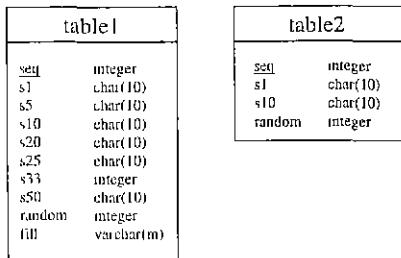 table1
seq integer
s1 char(10)
s5 char(10)
s10 char(10)
s20 char(10)
s25 char(10)
s33 integer
s50 char(10)
random integer
fill varchar(m)
table2
seq integer
s1 char(10)
s10 char(10)
random integer